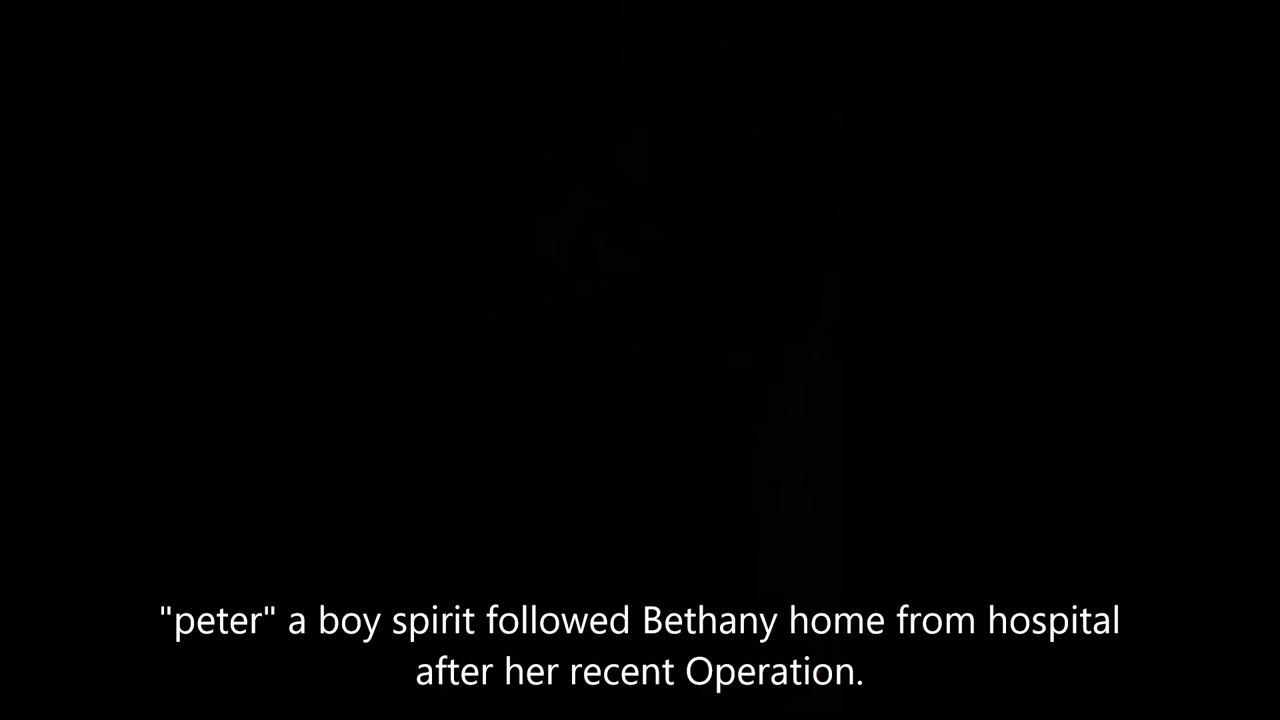 "peter" a boy spirit followed Bethany home from hospital
after her recent Operation.